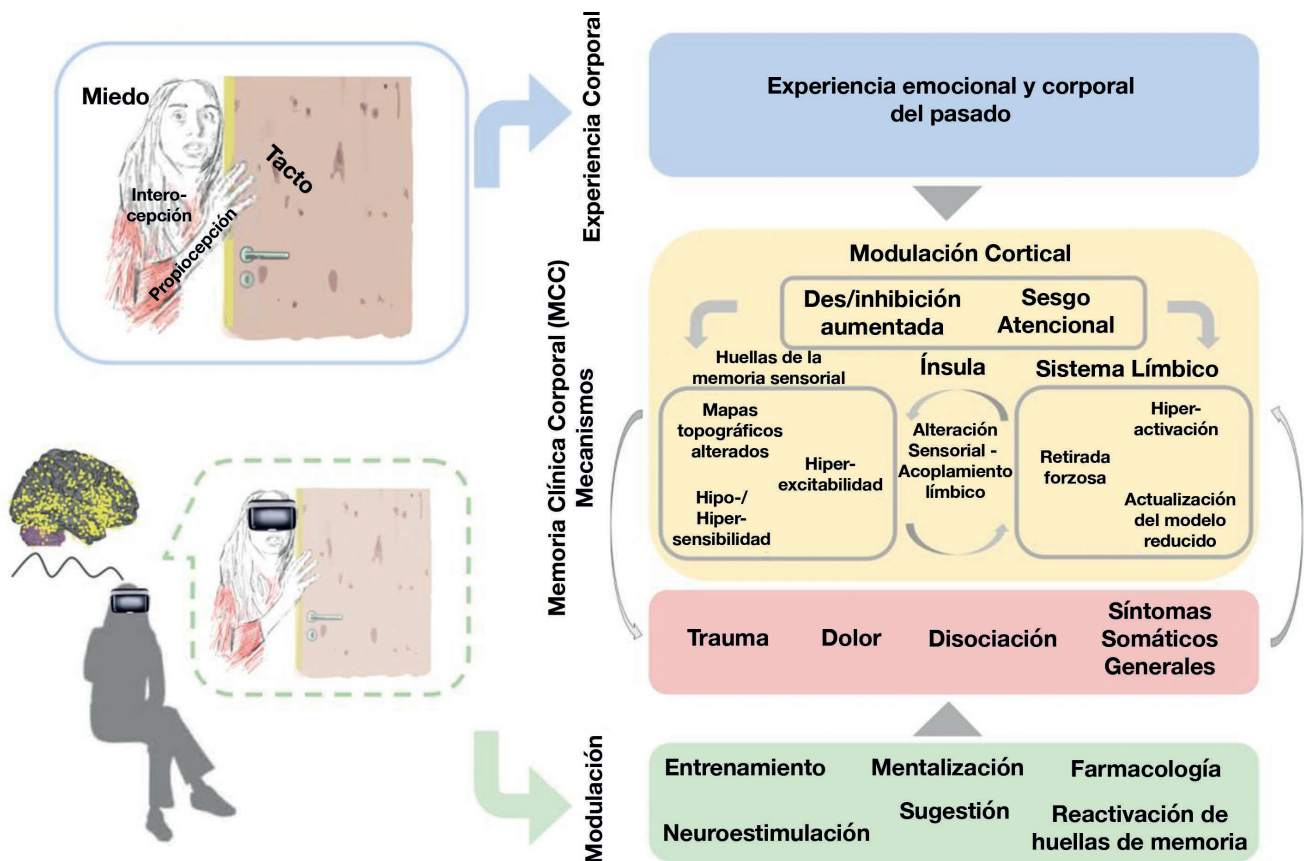 Miedo
Intero-
cepción
Propiocepción
Tacto
Experiencia Corporal
Experiencia emocional y corporal
del pasado
Memoria Clínica Corporal (MCC)
Mecanismos
Modulación Cortical
Des/inhibición
aumentada
Sesgo
Atencional
Huellas de la
memoria sensorial
Ínsula
Sistema Límbico
Mapas
topográficos
alterados
Hiper-
excitabilidad
Hipo-/
Hiper-
sensibilidad
Alteración
Sensorial -
Acoplamiento
límbico
Hiper-
activación
Retirada
forzosa
Actualización
del modelo
reducido
Trauma
Dolor
Disociación
Síntomas
Somáticos
Generales
Modulación
Entrenamiento
Mentalización
Farmacología
Neuroestimulación
Sugestión
Reactivación de
huellas de memoria